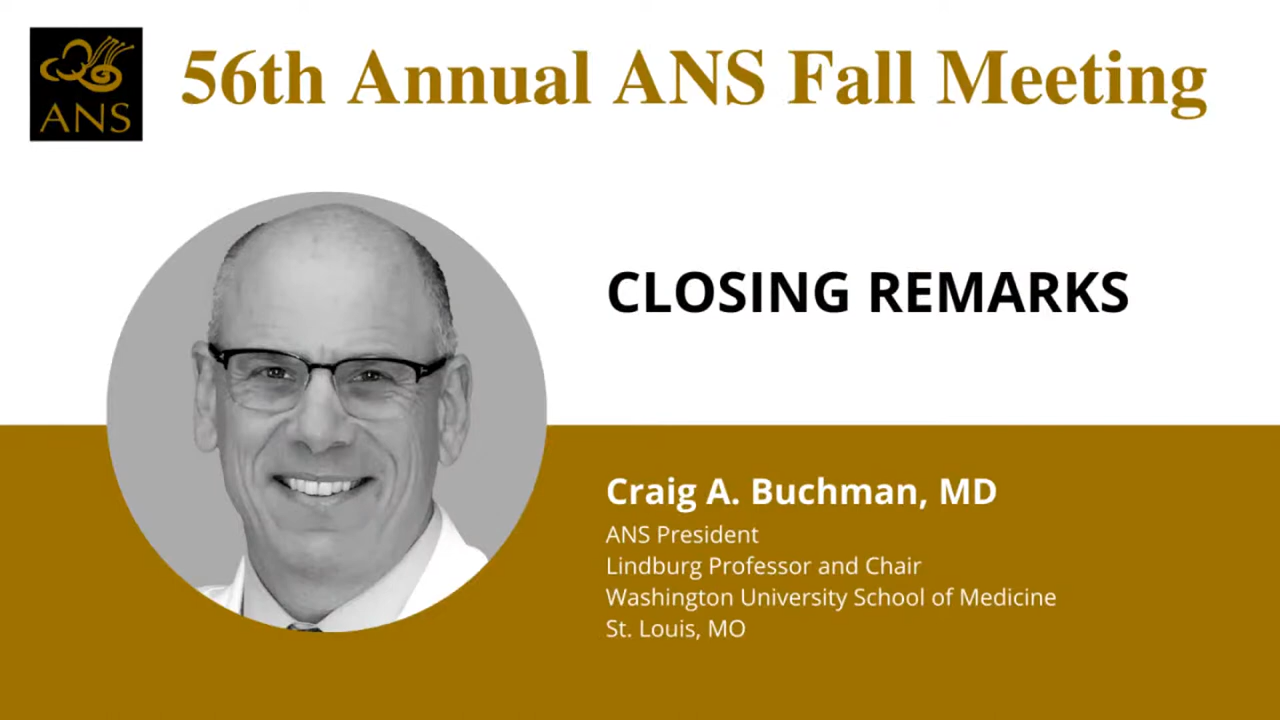 ANS
56th Annual ANS Fall Meeting
CLOSING REMARKS
Craig A. Buchman, MD
ANS President
Lindburg Professor and Chair
Washington University School of Medicine
St. Louis, MO